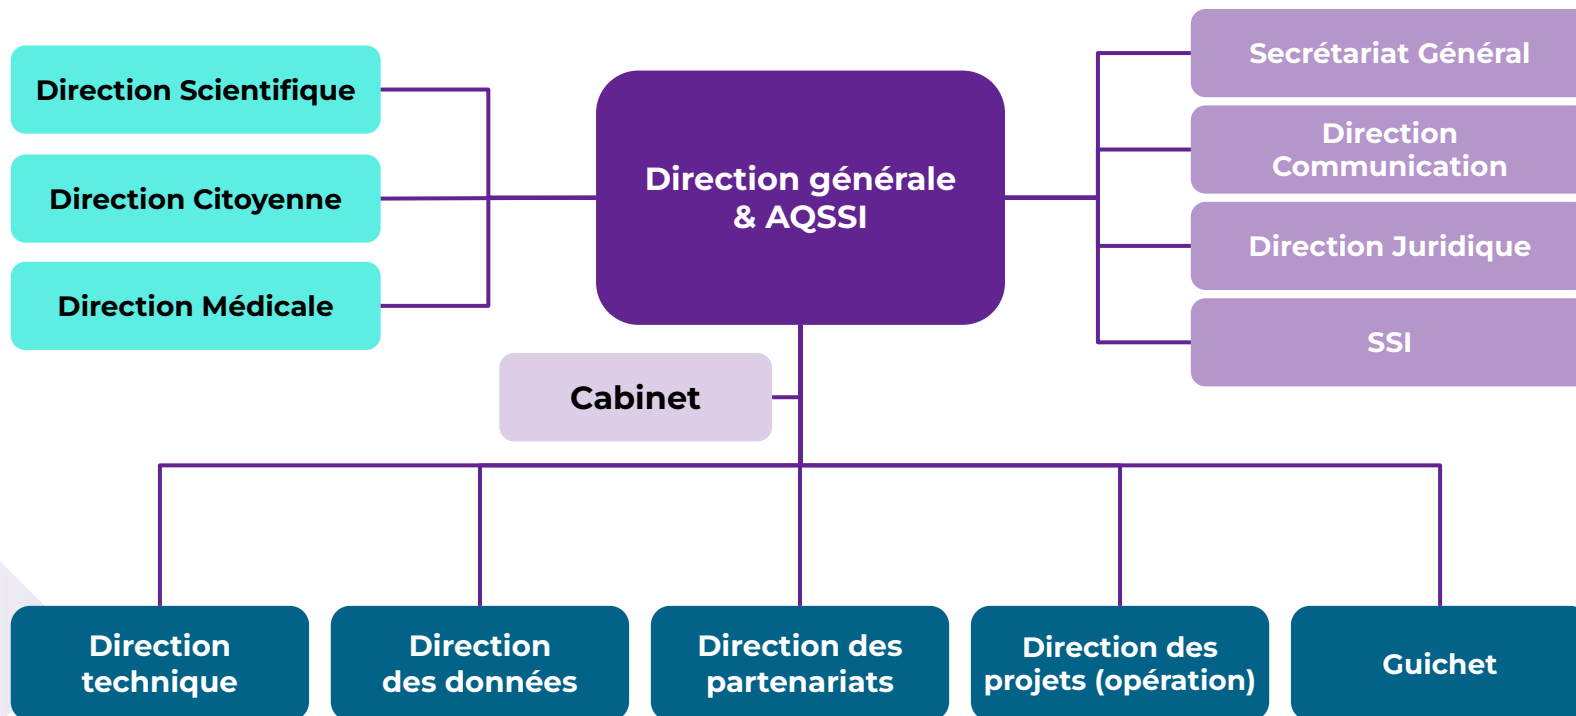 Direction Scientifique
Direction Citoyenne
Direction Médicale
Direction générale
& AQSSI
Secrétariat Général
Direction
Communication
Direction Juridique
SSI
Cabinet
Direction
technique
Direction
des données
Direction des
partenariats
Direction des
projets (opération)
Guichet